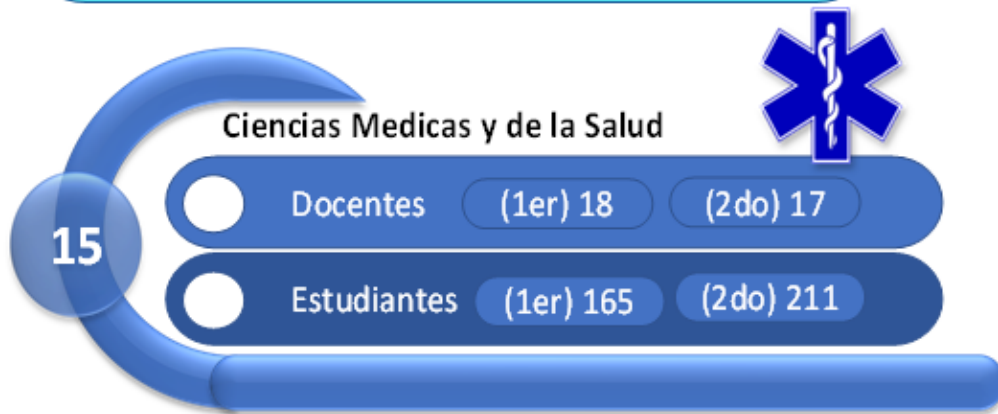 Ciencias Medicas y de la Salud
Docentes (1er) 18 (2do) 17
15
Estudiantes (1er) 165 (2do) 211